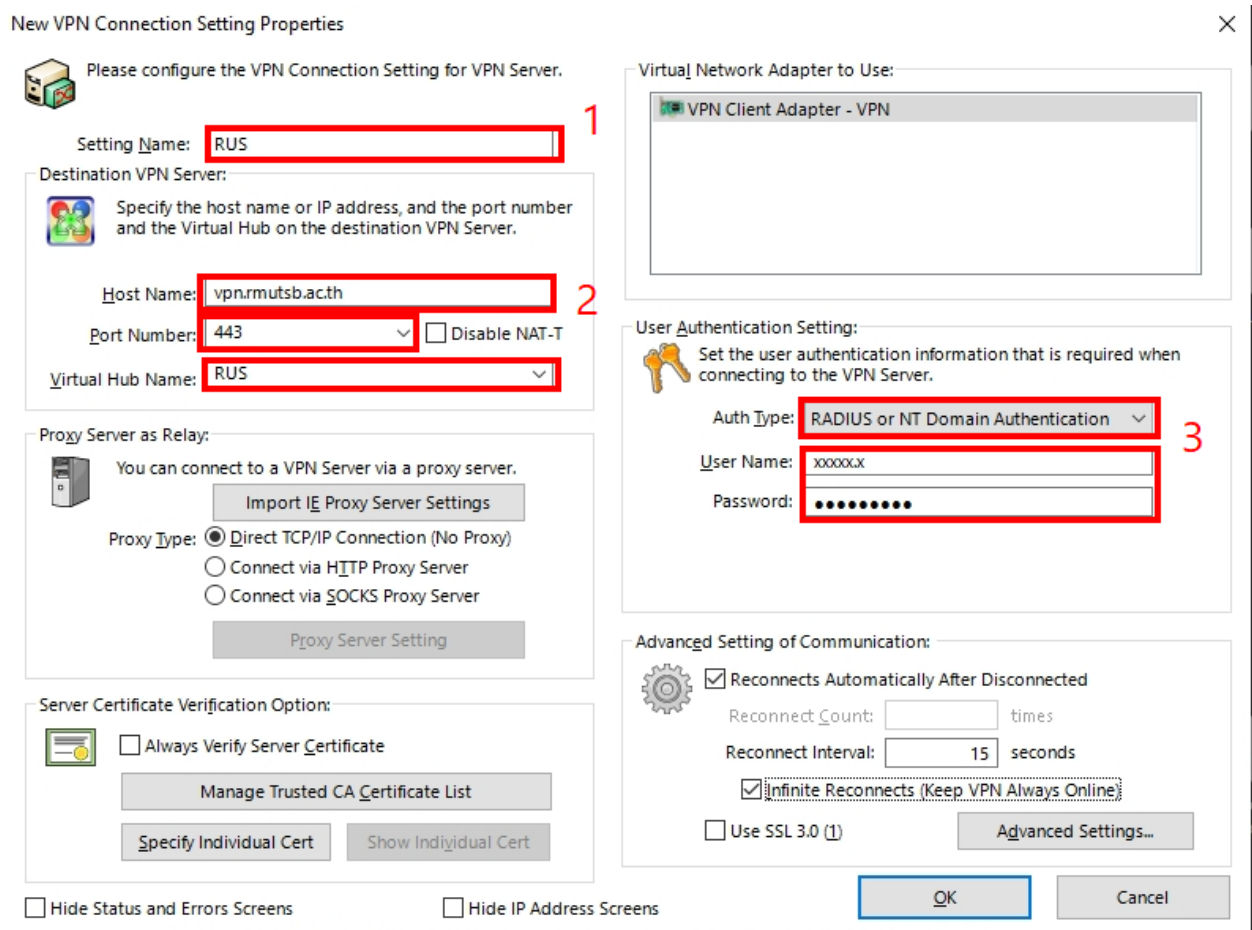 New VPN Connection Setting Properties
Please configure the VPN Connection Setting for VPN Server.
1
Setting Name: RUS
Destination VPN Server:
Specify the host name or IP address, and the port number
and the Virtual Hub on the destination VPN Server.
Host Name: vpn.rmutsb.ac.th
2
Port Number: 443 Disable NAT-T
Virtual Hub Name: RUS
Proxy Server as Relay:
You can connect to a VPN Server via a proxy server.
Import IE Proxy Server Settings
Proxy Type: Direct TCP/IP Connection (No Proxy)
Connect via HTTP Proxy Server
Connect via SOCKS Proxy Server
Proxy Server Setting
Server Certificate Verification Option:
Always Verify Server Certificate
Manage Trusted CA Certificate List
Specify Individual Cert Show Individual Cert
Hide Status and Errors Screens Hide IP Address Screens
Virtual Network Adapter to Use:
VPN Client Adapter - VPN
User Authentication Setting:
Set the user authentication information that is required when
connecting to the VPN Server.
Auth Type: RADIUS or NT Domain Authentication
3
User Name: xxxxx.x
Password: ●●●●●●●●●
Advanced Setting of Communication:
Reconnects Automatically After Disconnected
Reconnect Count: times
Reconnect Interval: 15 seconds
Infinite Reconnects (Keep VPN Always Online)
Use SSL 3.0 (1) Advanced Settings...
OK Cancel